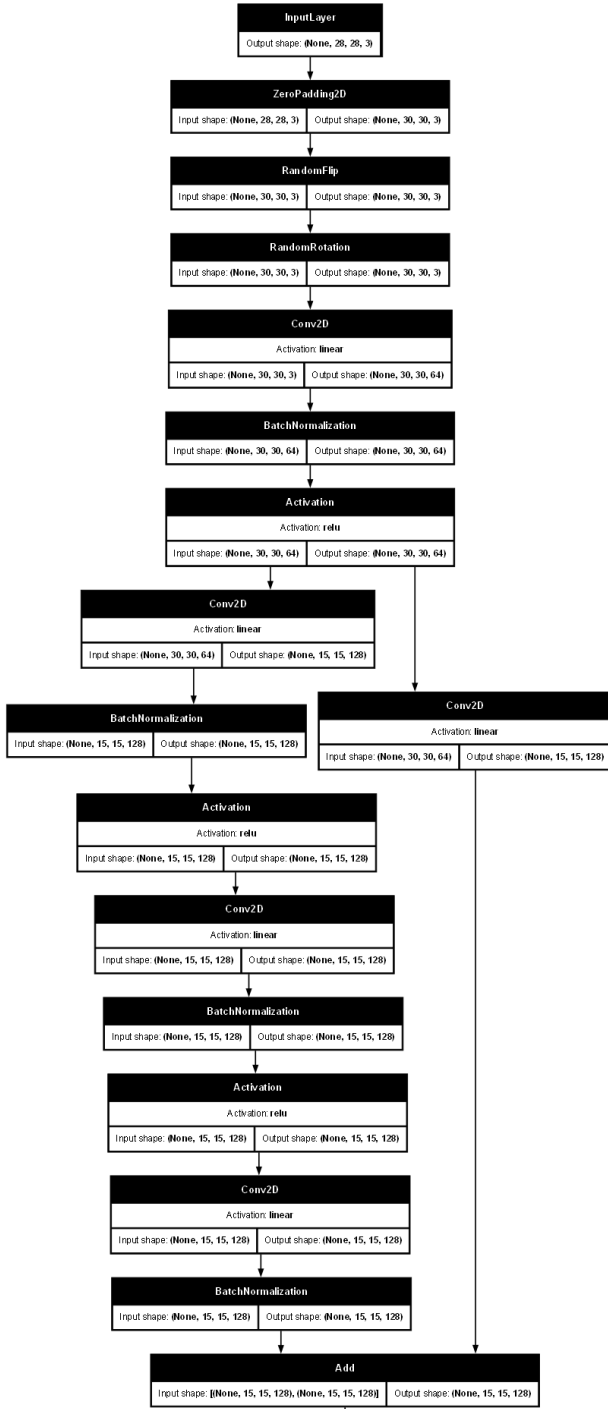 InputLayer
Output shape: (None, 28, 28, 3)
ZeroPadding2D
Input shape: (None, 28, 28, 3) Output shape: (None, 30, 30, 3)
RandomFlip
Input shape: (None, 30, 30, 3) Output shape: (None, 30, 30, 3)
RandomRotation
Input shape: (None, 30, 30, 3) Output shape: (None, 30, 30, 3)
Conv2D
Activation: linear
Input shape: (None, 30, 30, 3) Output shape: (None, 30, 30, 64)
BatchNormalization
Input shape: (None, 30, 30, 64) Output shape: (None, 30, 30, 64)
Activation
Activation: relu
Input shape: (None, 30, 30, 64) Output shape: (None, 30, 30, 64)
Conv2D
Activation: linear
Input shape: (None, 30, 30, 64) Output shape: (None, 15, 15, 128)
BatchNormalization
Input shape: (None, 15, 15, 128) Output shape: (None, 15, 15, 128)
Conv2D
Activation: linear
Input shape: (None, 30, 30, 64) Output shape: (None, 15, 15, 128)
Activation
Activation: relu
Input shape: (None, 15, 15, 128) Output shape: (None, 15, 15, 128)
Conv2D
Activation: linear
Input shape: (None, 15, 15, 128) Output shape: (None, 15, 15, 128)
BatchNormalization
Input shape: (None, 15, 15, 128) Output shape: (None, 15, 15, 128)
Activation
Activation: relu
Input shape: (None, 15, 15, 128) Output shape: (None, 15, 15, 128)
Conv2D
Activation: linear
Input shape: (None, 15, 15, 128) Output shape: (None, 15, 15, 128)
BatchNormalization
Input shape: (None, 15, 15, 128) Output shape: (None, 15, 15, 128)
Add
Input shape: [(None, 15, 15, 128), (None, 15, 15, 128)] Output shape: (None, 15, 15, 128)